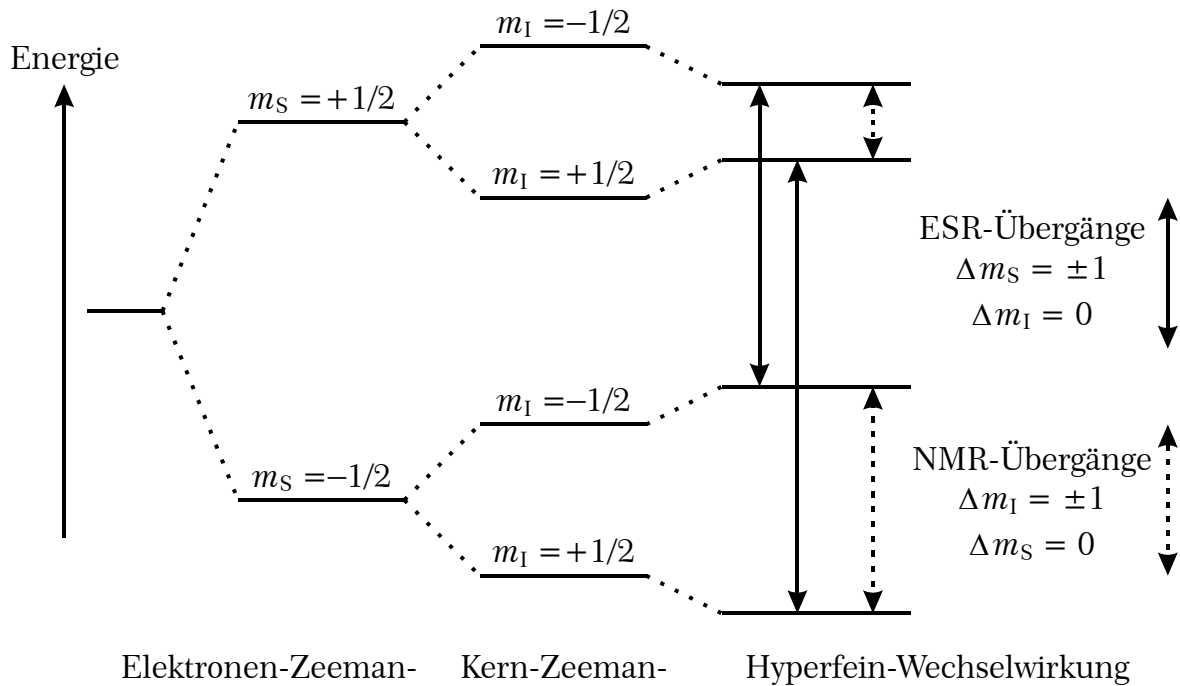 Energie
m_I =−1/2
m_S =+1/2
m_I =+1/2
ESR-Übergänge
Δm_S = ±1
Δm_I = 0
m_I =−1/2
m_S =−1/2
NMR-Übergänge
Δm_I = ±1
Δm_S = 0
m_I =+1/2
Elektronen-Zeeman-
Kern-Zeeman-
Hyperfein-Wechselwirkung